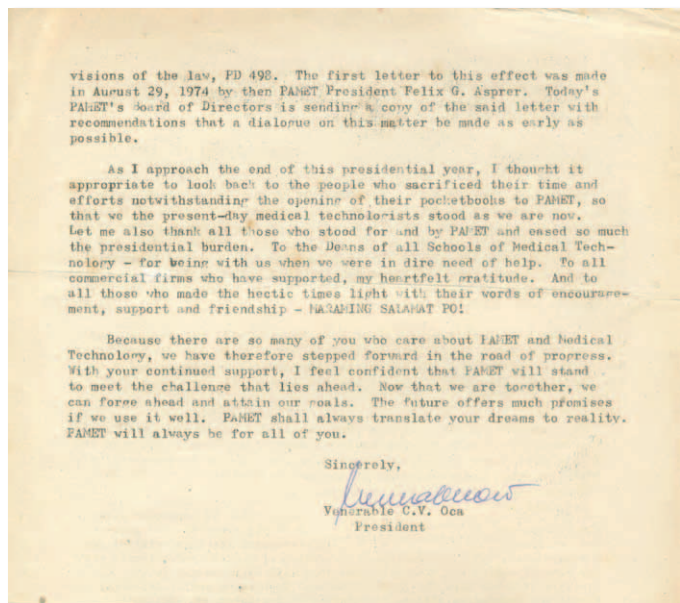 visions of the law, PD 498. The first letter to this effect was made
in August 29, 1974 by then PAMET President Felix G. Asprer. Today's
PAMET's Board of Directors is sending a copy of the said letter with
recommendations that a dialogue on this matter be made as early as
possible.
As I approach the end of this presidential year, I thought it
appropriate to look back to the people who sacrificed their time and
efforts notwithstanding the opening of their pocketbooks to PAMET, so
that we the present-day medical technologists stood as we are now.
Let me also thank all those who stood for and by PAMET and eased so much
the presidential burden. To the Deans of all Schools of Medical Tech-
nology - for being with us when we were in dire need of help. To all
commercial firms who have supported, my heartfelt gratitude. And to
all those who made the hectic times light with their words of encourage-
ment, support and friendship - MARAMING SALAMAT PO!
Because there are so many of you who care about PAMET and Medical
Technology, we have therefore stepped forward in the road of progress.
With your continued support, I feel confident that PAMET will stand
to meet the challenge that lies ahead. Now that we are together, we
can forge ahead and attain our goals. The future offers much promises
if we use it well. PAMET shall always translate your dreams to reality.
PAMET will always be for all of you.
Sincerely,
Venerable C.V. Oca
President